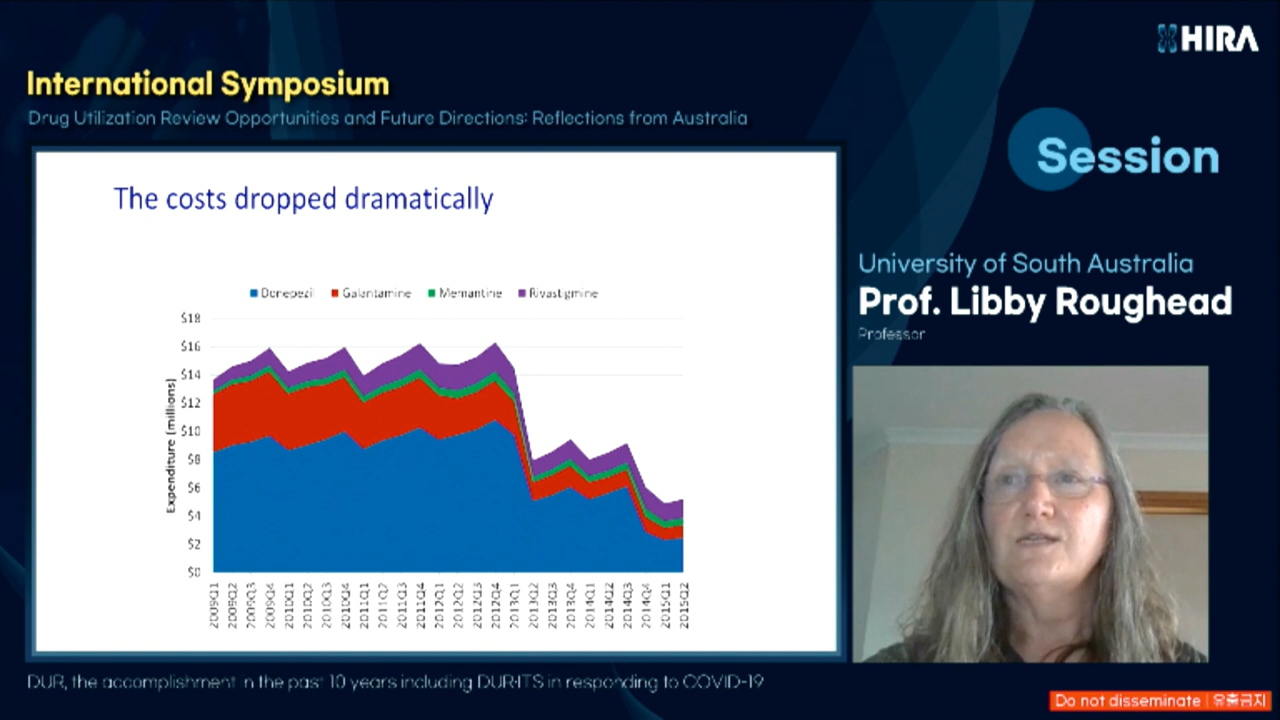 HIRA
International Symposium
Drug Utilization Review Opportunities and Future Directions: Reflections from Australia
Session
The costs dropped dramatically
University of South Australia
Prof. Libby Roughead
Professor
Donepezil Galantamine Memantine Rivastigmine
Expenditure (millions)
$18
$16
$14
$12
$10
$8
$6
$4
$2
$0
2009Q1 2009Q2 2009Q3 2009Q4 2010Q1 2010Q2 2010Q3 2010Q4 2011Q1 2011Q2 2011Q3 2011Q4 2012Q1 2012Q2 2012Q3 2012Q4 2013Q1 2013Q2 2013Q3 2013Q4 2014Q1 2014Q2 2014Q3 2014Q4 2015Q1 2015Q2
DUR, the accomplishment in the past 10 years including DUR-ITS in responding to COVID-19
Do not disseminate | 유출금지